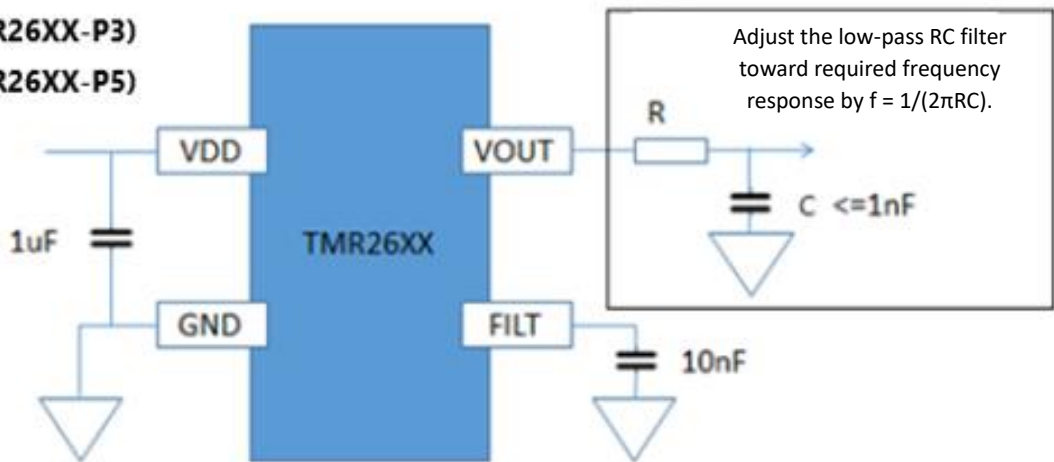 R26XX-P3)
R26XX-P5)
Adjust the low-pass RC filter
toward required frequency
response by f = 1/(2πRC).
R
VDD
VOUT
C <=1nF
1uF
TMR26XX
GND
FILT
10nF